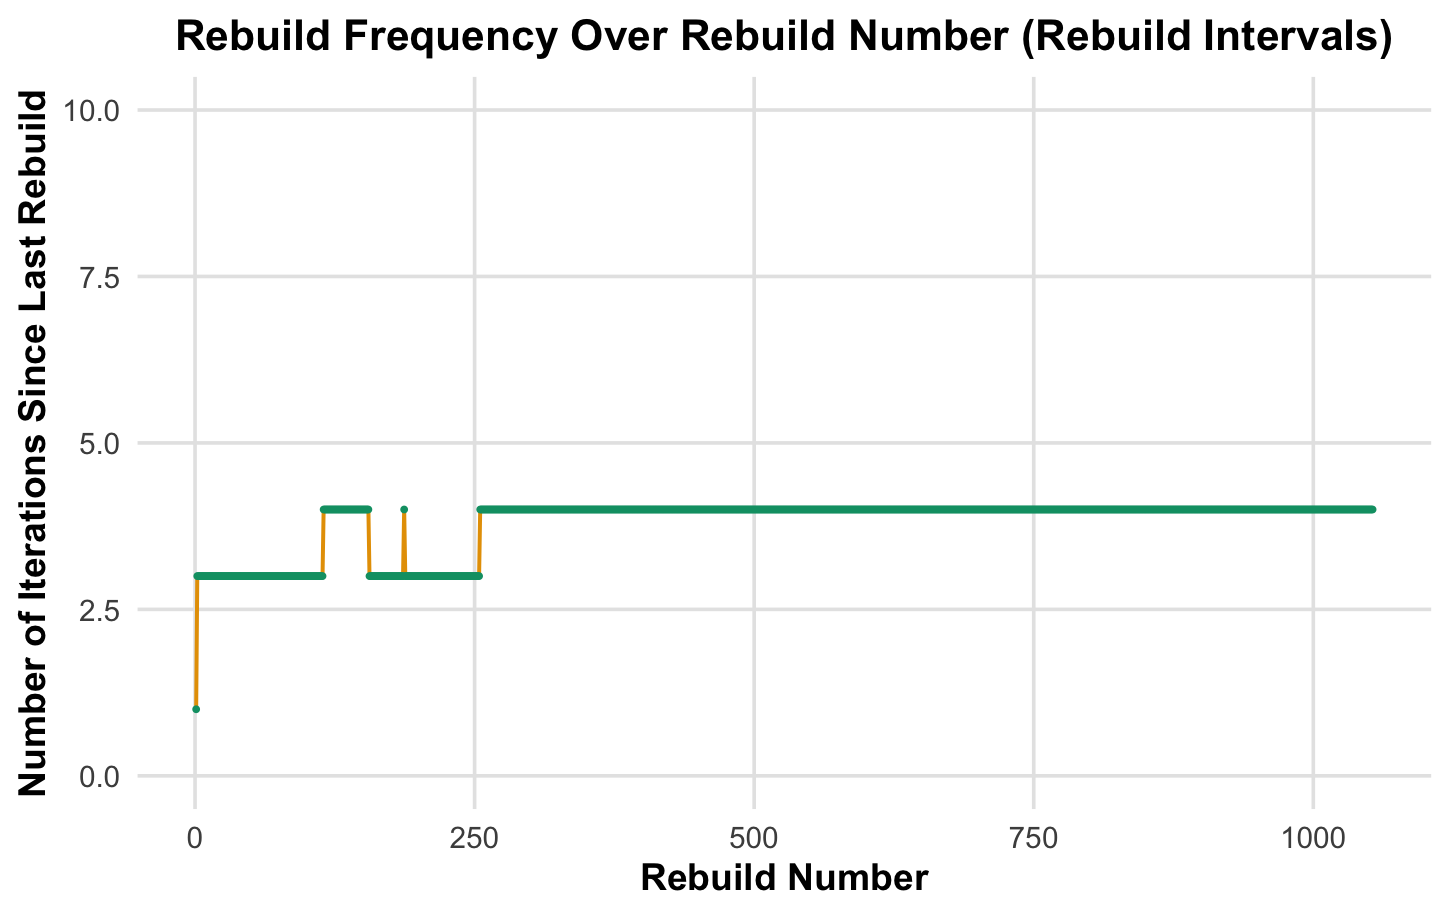 Rebuild Frequency Over Rebuild Number (Rebuild Intervals)
Number of Iterations Since Last Rebuild
10.0
7.5
5.0
2.5
0.0
0 250 500 750 1000
Rebuild Number